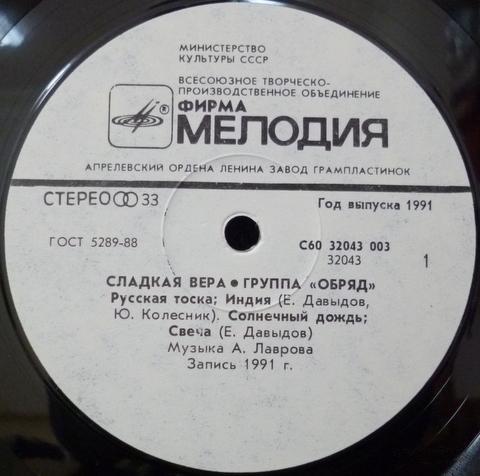 МИНИСТЕРСТВО
КУЛЬТУРЫ СССР
ВСЕСОЮЗНОЕ ТВОРЧЕСКО-
ПРОИЗВОДСТВЕННОЕ ОБЪЕДИНЕНИЕ
ФИРМА
® МЕЛОДИЯ
АПРЕЛЕВСКИЙ ОРДЕНА ЛЕНИНА ЗАВОД ГРАМПЛАСТИНОК
СТЕРЕО 33 Год выпуска 1991
ГОСТ 5289-88 С60 32043 003
32043 1
СЛАДКАЯ ВЕРА ● ГРУППА «ОБРЯД»
Русская тоска; Индия (Е. Давыдов,
Ю. Колесник). Солнечный дождь;
Свеча (Е. Давыдов)
Музыка А. Лаврова
Запись 1991 г.